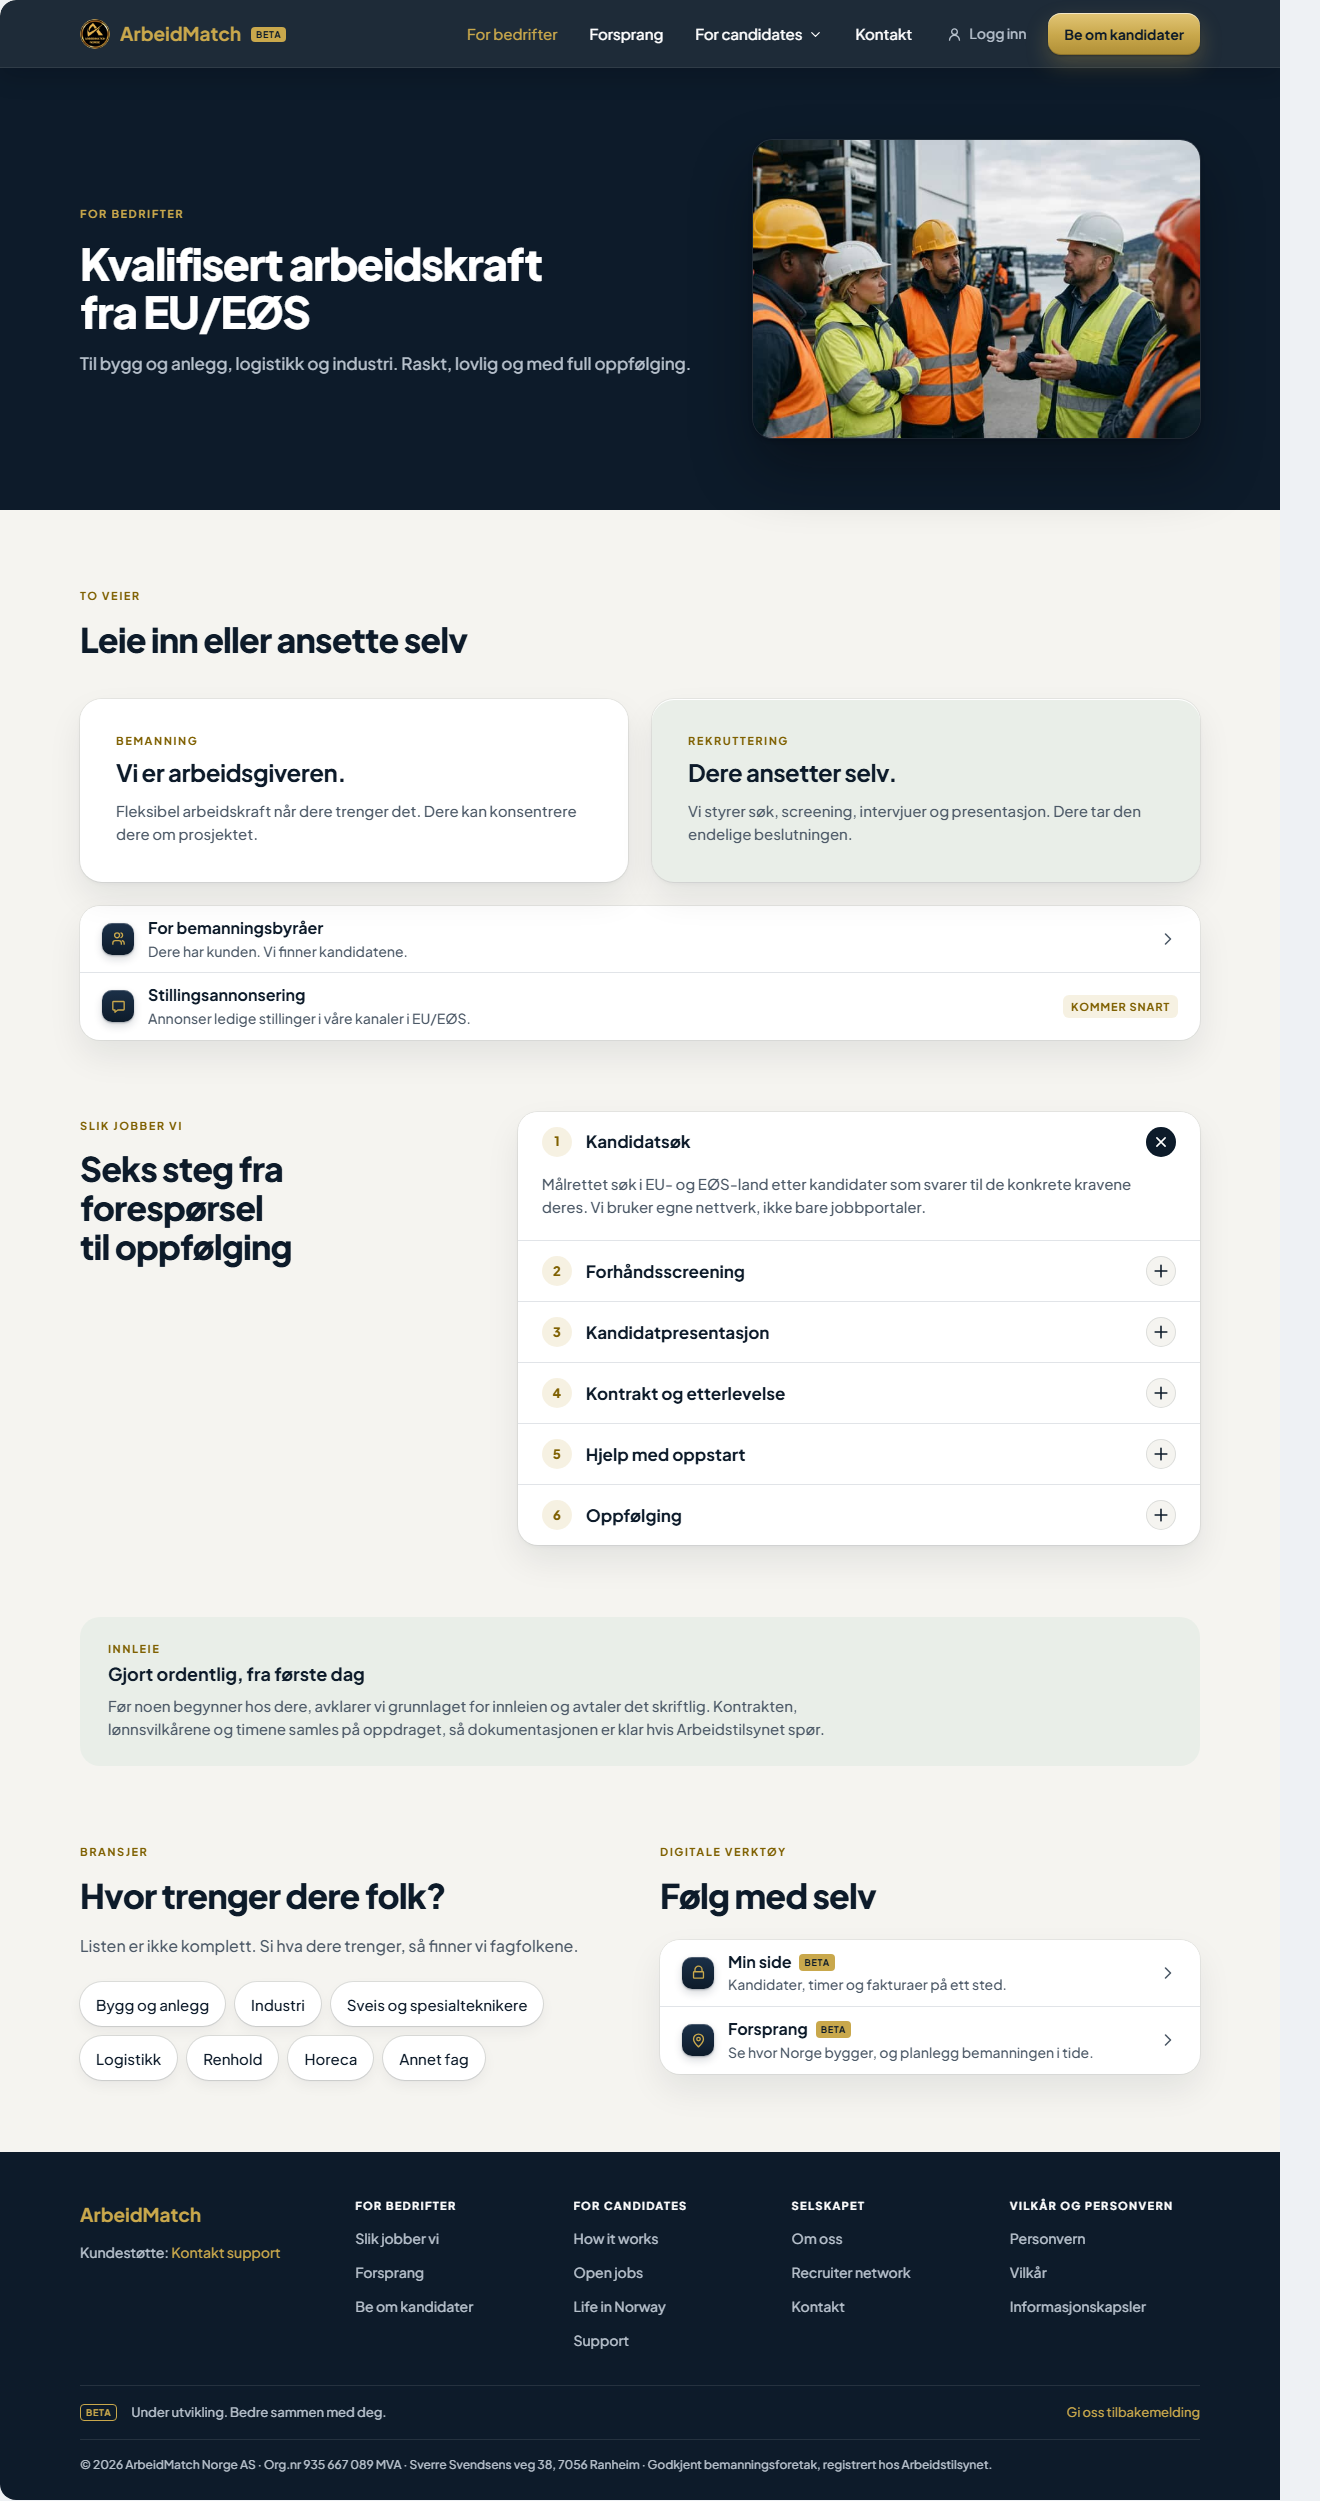 ArbeidMatch BETA
For bedrifter
Forsprang
For candidates
Kontakt
Logg inn
Be om kandidater
FOR BEDRIFTER
Kvalifisert arbeidskraft
fra EU/EØS
Til bygg og anlegg, logistikk og industri. Raskt, lovlig og med full oppfølging.
TO VEIER
Leie inn eller ansette selv
BEMANNING
Vi er arbeidsgiveren.
Fleksibel arbeidskraft når dere trenger det. Dere kan konsentrere
dere om prosjektet.
REKRUTTERING
Dere ansetter selv.
Vi styrer søk, screening, intervjuer og presentasjon. Dere tar den
endelige beslutningen.
For bemanningsbyråer
Dere har kunden. Vi finner kandidatene.
Stillingsannonsering
Annonser ledige stillinger i våre kanaler i EU/EØS.
KOMMER SNART
SLIK JOBBER VI
Seks steg fra
forespørsel
til oppfølging
1 Kandidatsøk
Målrettet søk i EU- og EØS-land etter kandidater som svarer til de konkrete kravene
deres. Vi bruker egne nettverk, ikke bare jobbportaler.
2 Forhåndsscreening
3 Kandidatpresentasjon
4 Kontrakt og etterlevelse
5 Hjelp med oppstart
6 Oppfølging
INNLEIE
Gjort ordentlig, fra første dag
Før noen begynner hos dere, avklarer vi grunnlaget for innleien og avtaler det skriftlig. Kontrakten,
lønnsvilkårene og timene samles på oppdraget, så dokumentasjonen er klar hvis Arbeidstilsynet spør.
BRANSJER
Hvor trenger dere folk?
Listen er ikke komplett. Si hva dere trenger, så finner vi fagfolkene.
Bygg og anlegg
Industri
Sveis og spesialteknikere
Logistikk
Renhold
Horeca
Annet fag
DIGITALE VERKTØY
Følg med selv
Min side BETA
Kandidater, timer og fakturaer på ett sted.
Forsprang BETA
Se hvor Norge bygger, og planlegg bemanningen i tide.
ArbeidMatch
Kundestøtte: Kontakt support
FOR BEDRIFTER
Slik jobber vi
Forsprang
Be om kandidater
FOR CANDIDATES
How it works
Open jobs
Life in Norway
Support
SELSKAPET
Om oss
Recruiter network
Kontakt
VILKÅR OG PERSONVERN
Personvern
Vilkår
Informasjonskapsler
BETA Under utvikling. Bedre sammen med deg.
Gi oss tilbakemelding
© 2026 ArbeidMatch Norge AS · Org.nr 935 667 089 MVA · Sverre Svendsens veg 38, 7056 Ranheim · Godkjent bemanningsforetak, registrert hos Arbeidstilsynet.